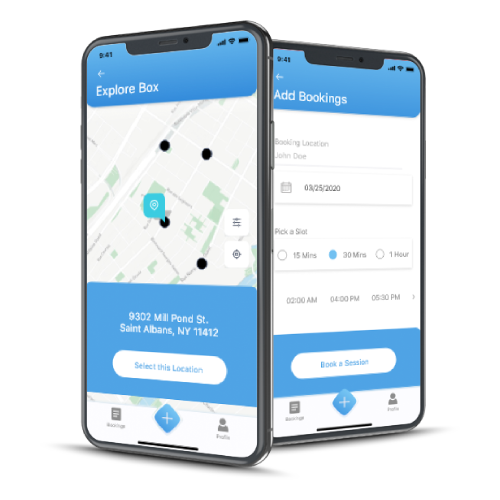 9:41
Explore Box
9302 Mill Pond St.
Saint Albans, NY 11412
Select this Location
Bookings
Profile
9:41
Add Bookings
Booking Location
John Doe
03/25/2020
Pick a Slot
15 Mins
30 Mins
1 Hour
02:00 AM 04:00 PM 05:30 PM
Book a Session
Bookings
Profile